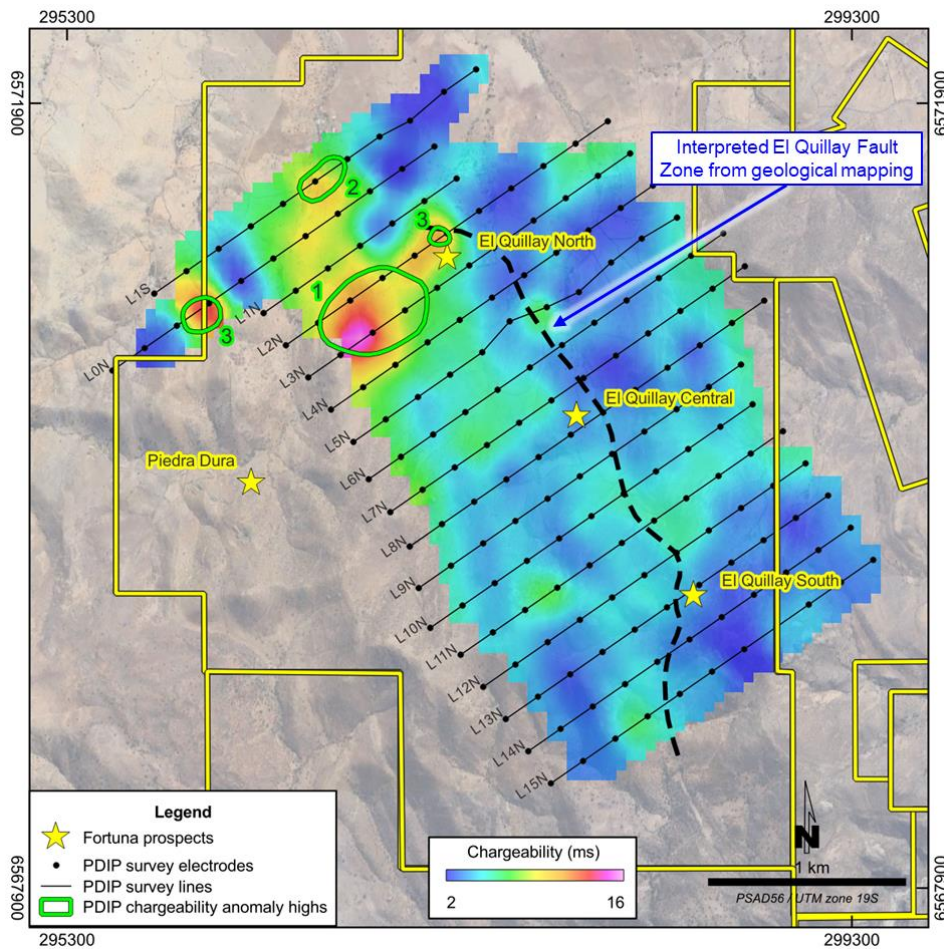 295300
299300
6571900
6571900
Interpreted El Quillay Fault
Zone from geological mapping
2
3
El Quillay North
L1S
1
L1N
3
L2N
L0N
L3N
L4N
El Quillay Central
L5N
Piedra Dura
L6N
L7N
L8N
El Quillay South
L9N
L10N
L11N
L12N
L13N
L14N
L15N
Legend
Fortuna prospects
PDIP survey electrodes
PDIP survey lines
PDIP chargeability anomaly highs
Chargeability (ms)
2
16
N
1 km
PSAD56 / UTM zone 19S
6567900
6567900
295300
299300